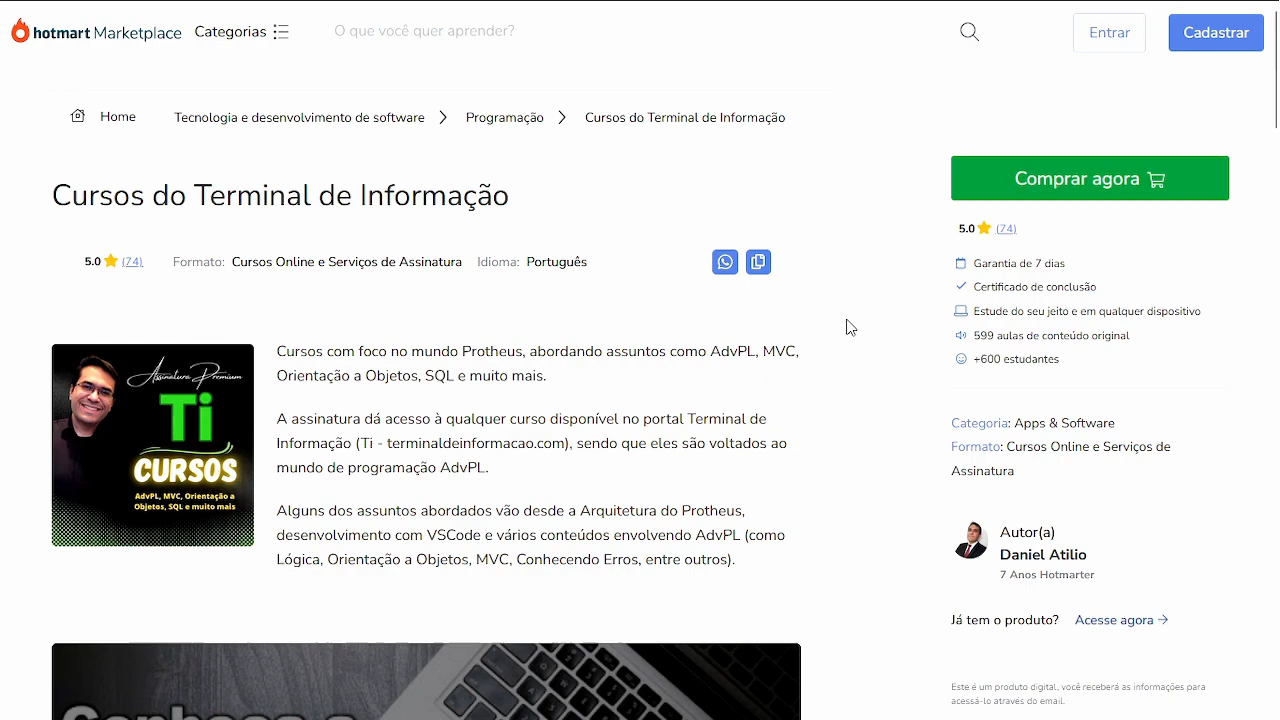 hotmart Marketplace
Categorias
O que você quer aprender?
Entrar
Cadastrar
Home
Tecnologia e desenvolvimento de software
Programação
Cursos do Terminal de Informação
Cursos do Terminal de Informação
5.0 (74)
Formato: Cursos Online e Serviços de Assinatura
Idioma: Português
Assinatura Premium
Ti
CURSOS
AdvPL, MVC, Orientação a
Objetos, SQL e muito mais
Cursos com foco no mundo Protheus, abordando assuntos como AdvPL, MVC,
Orientação a Objetos, SQL e muito mais.
A assinatura dá acesso à qualquer curso disponível no portal Terminal de
Informação (Ti - terminaldeinformacao.com), sendo que eles são voltados ao
mundo de programação AdvPL.
Alguns dos assuntos abordados vão desde a Arquitetura do Protheus,
desenvolvimento com VSCode e vários conteúdos envolvendo AdvPL (como
Lógica, Orientação a Objetos, MVC, Conhecendo Erros, entre outros).
Conheça a
Comprar agora
5.0 (74)
Garantia de 7 dias
Certificado de conclusão
Estude do seu jeito e em qualquer dispositivo
599 aulas de conteúdo original
+600 estudantes
Categoria: Apps & Software
Formato: Cursos Online e Serviços de
Assinatura
Autor(a)
Daniel Atilio
7 Anos Hotmarter
Já tem o produto? Acesse agora
Este é um produto digital, você receberá as informações para
acessá-lo através do email.